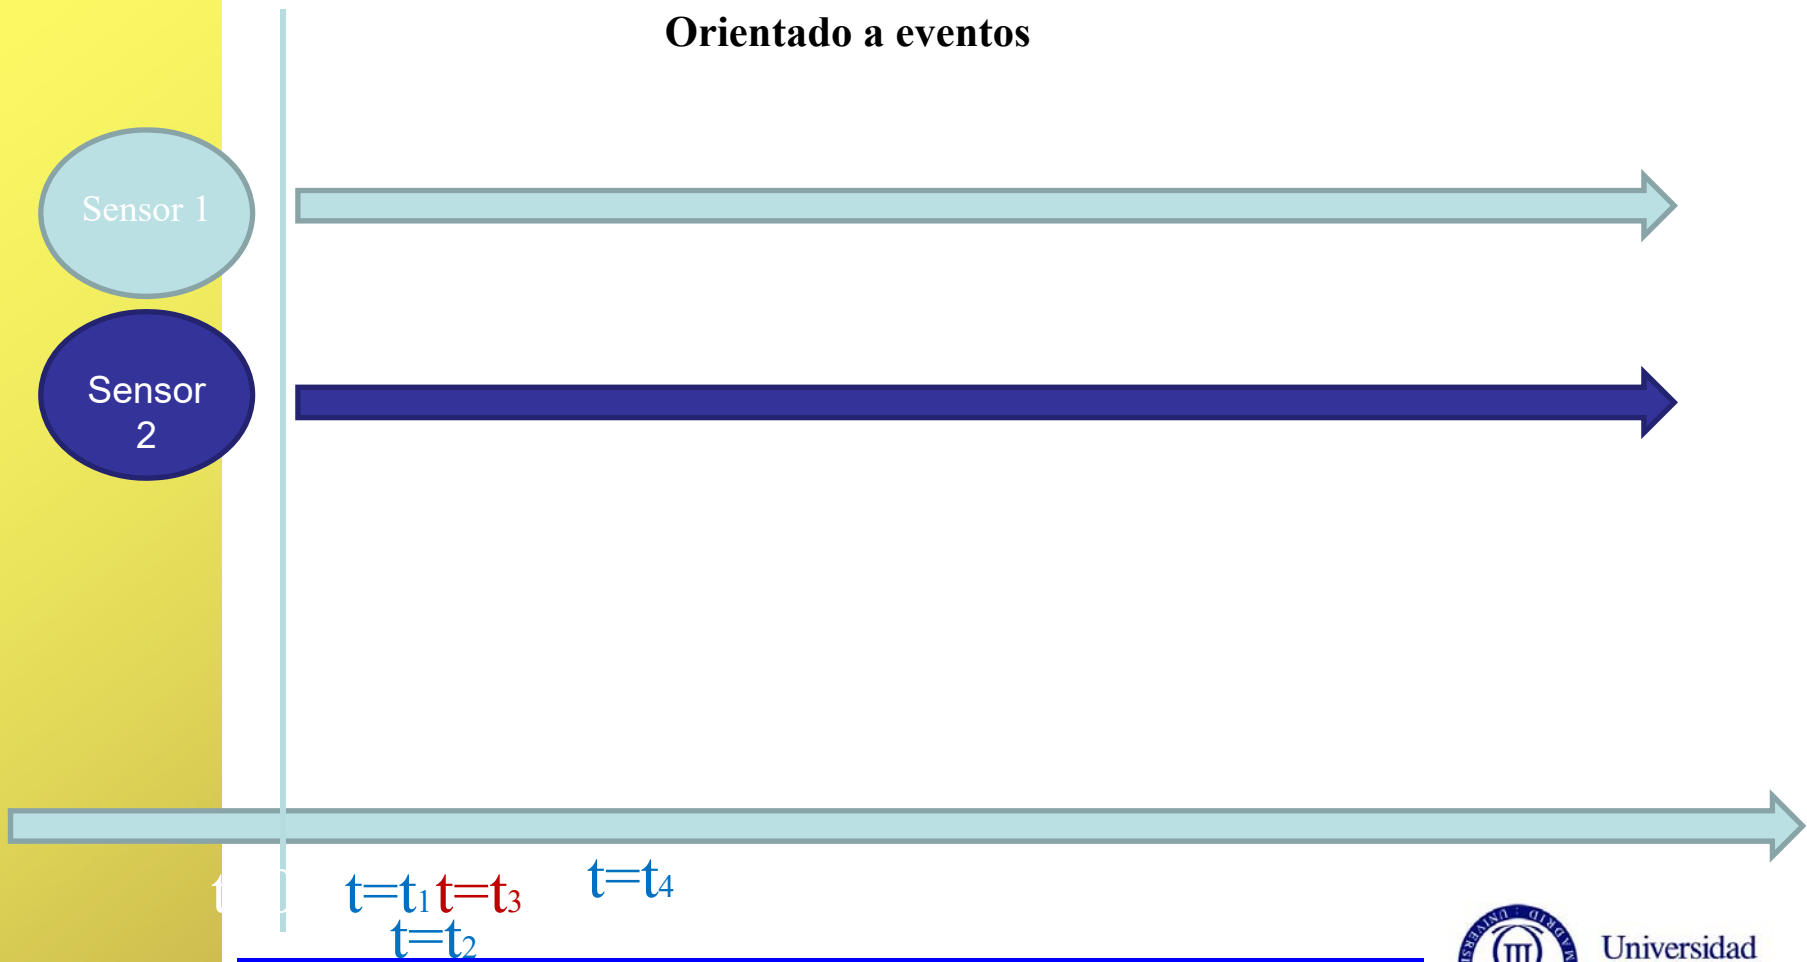 Orientado a eventos
Sensor 1
Sensor
2
t=t₁ t=t₃ t=t₄
t=t₂
Universidad